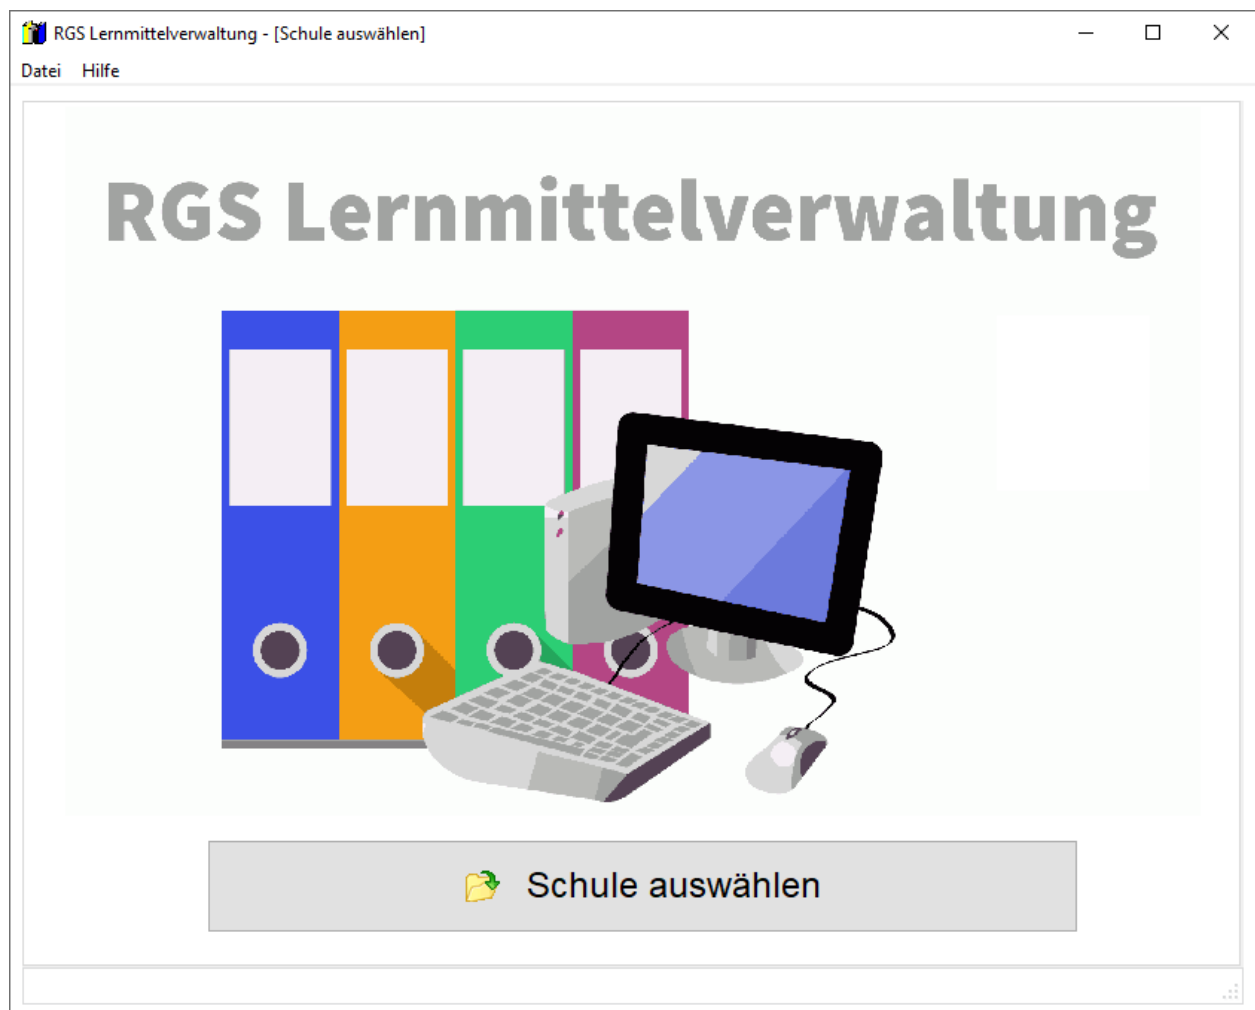 RGS Lernmittelverwaltung - [Schule auswählen]
Datei Hilfe
RGS Lernmittelverwaltung
Schule auswählen